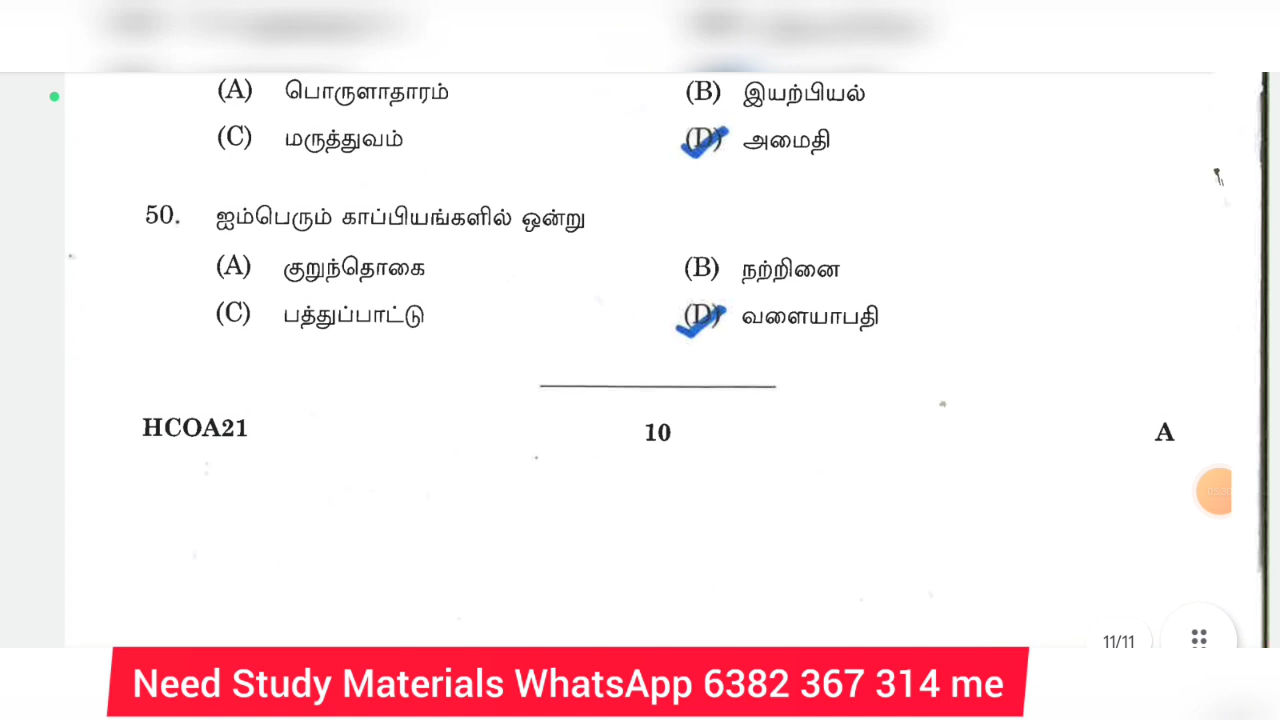 (A) பொருளாதாரம் (B) இயற்பியல்
(C) மருத்துவம் (D) அமைதி
50. ஐம்பெரும் காப்பியங்களில் ஒன்று
(A) குறுந்தொகை (B) நற்றினை
(C) பத்துப்பாட்டு (D) வளையாபதி
HCOA21 10 A
11/11
Need Study Materials WhatsApp 6382 367 314 me